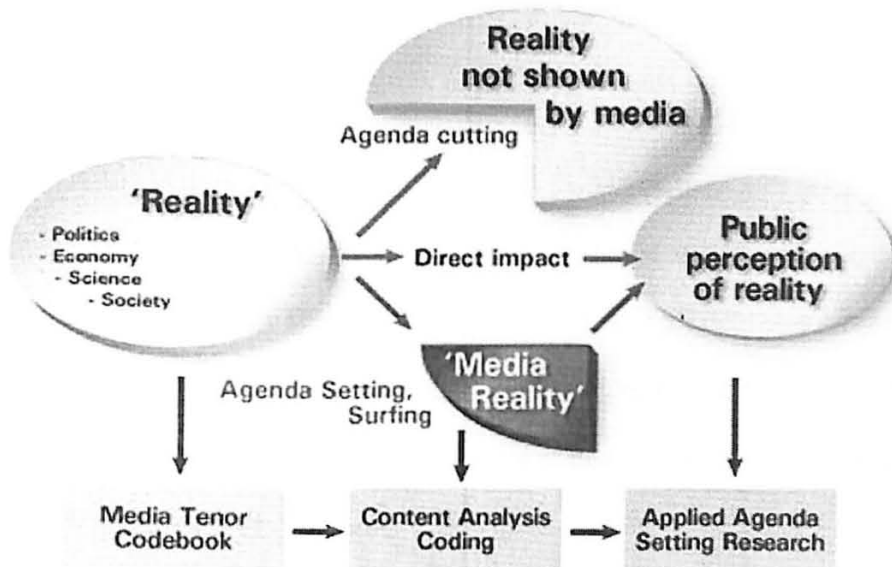 Reality
not shown
by media
Agenda cutting
'Reality'
- Politics
- Economy
- Science
- Society
Direct impact
Public
perception
of reality
'Media
Reality'
Agenda Setting,
Surfing
Media Tenor
Codebook
Content Analysis
Coding
Applied Agenda
Setting Research